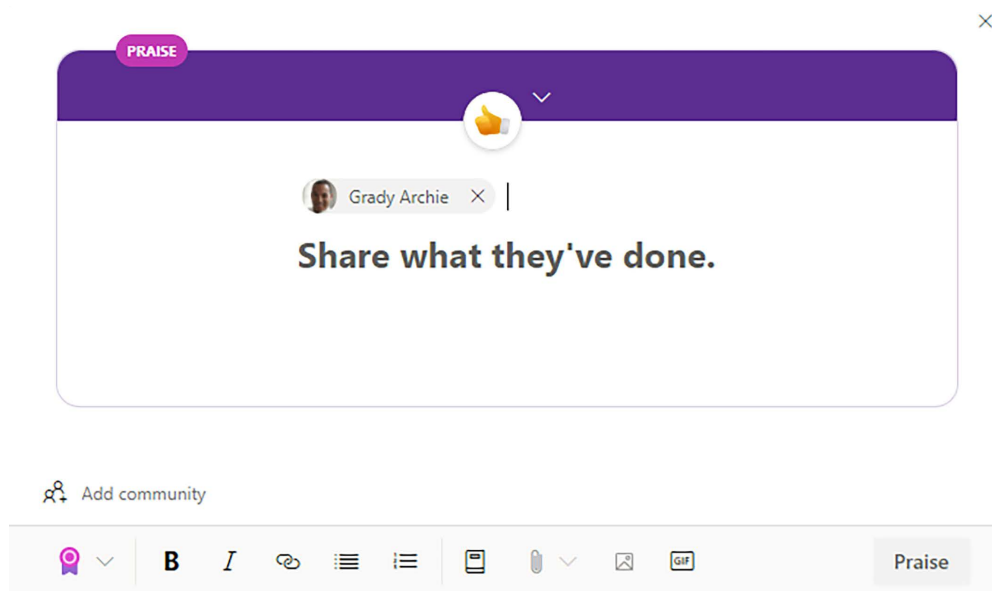 PRAISE
Grady Archie
Share what they've done.
Add community
B I GIF Praise